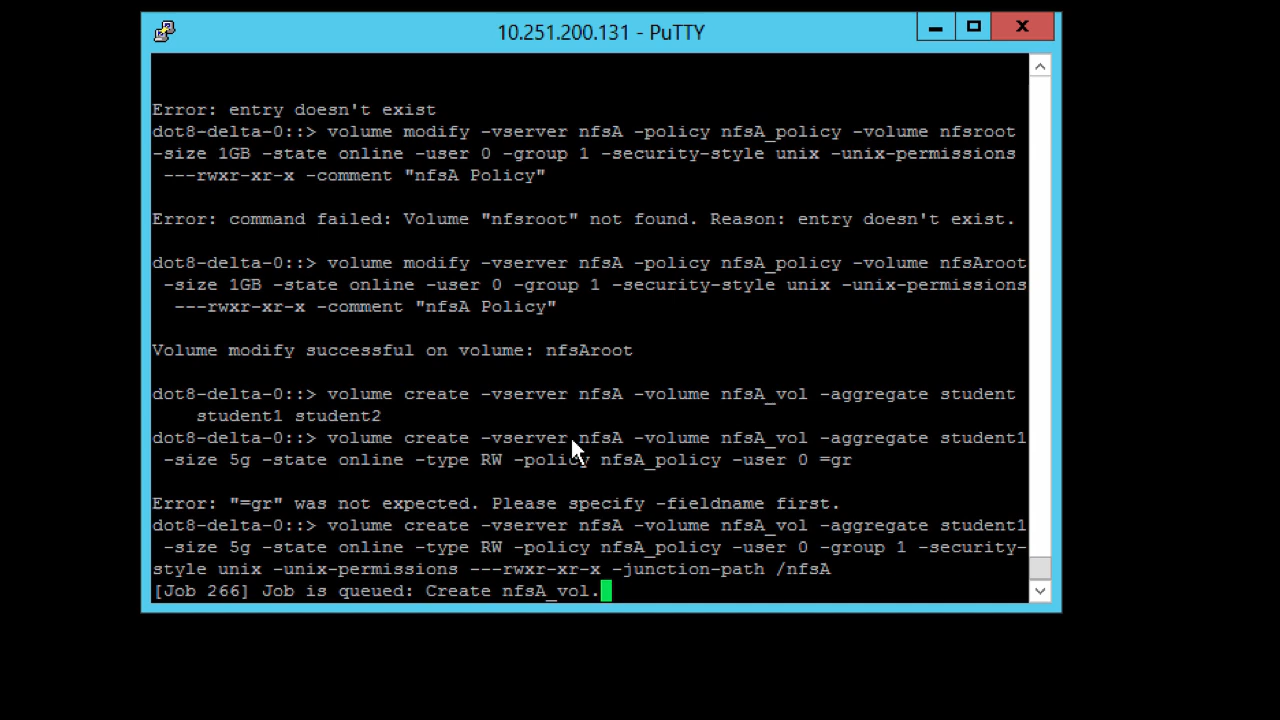 10.251.200.131 - PuTTY
Error: entry doesn't exist
dot8-delta-0::> volume modify -vserver nfsA -policy nfsA_policy -volume nfsroot
-size 1GB -state online -user 0 -group 1 -security-style unix -unix-permissions
---rwxr-xr-x -comment "nfsA Policy"
Error: command failed: Volume "nfsroot" not found. Reason: entry doesn't exist.
dot8-delta-0::> volume modify -vserver nfsA -policy nfsA_policy -volume nfsAroot
-size 1GB -state online -user 0 -group 1 -security-style unix -unix-permissions
---rwxr-xr-x -comment "nfsA Policy"
Volume modify successful on volume: nfsAroot
dot8-delta-0::> volume create -vserver nfsA -volume nfsA_vol -aggregate student
student1 student2
dot8-delta-0::> volume create -vserver nfsA -volume nfsA_vol -aggregate student1
-size 5g -state online -type RW -policy nfsA_policy -user 0 =gr
Error: "=gr" was not expected. Please specify -fieldname first.
dot8-delta-0::> volume create -vserver nfsA -volume nfsA_vol -aggregate student1
-size 5g -state online -type RW -policy nfsA_policy -user 0 -group 1 -security-
style unix -unix-permissions ---rwxr-xr-x -junction-path /nfsA
[Job 266] Job is queued: Create nfsA_vol.